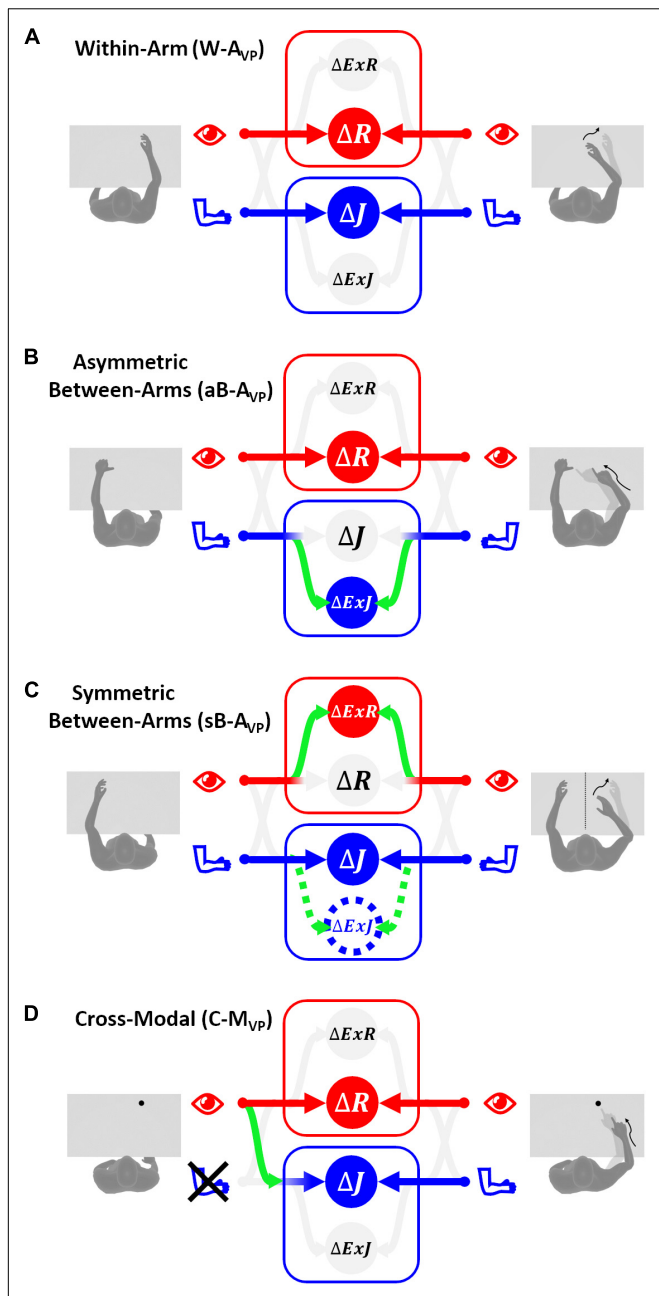 A
Within-Arm (W-AVP)
ΔExR
ΔR
ΔJ
ΔExJ
B
Asymmetric
Between-Arms (aB-AVP)
ΔExR
ΔR
ΔJ
ΔExJ
C
Symmetric
Between-Arms (sB-AVP)
ΔExR
ΔR
ΔJ
ΔExJ
D
Cross-Modal (C-MVP)
ΔExR
ΔR
ΔJ
ΔExJ